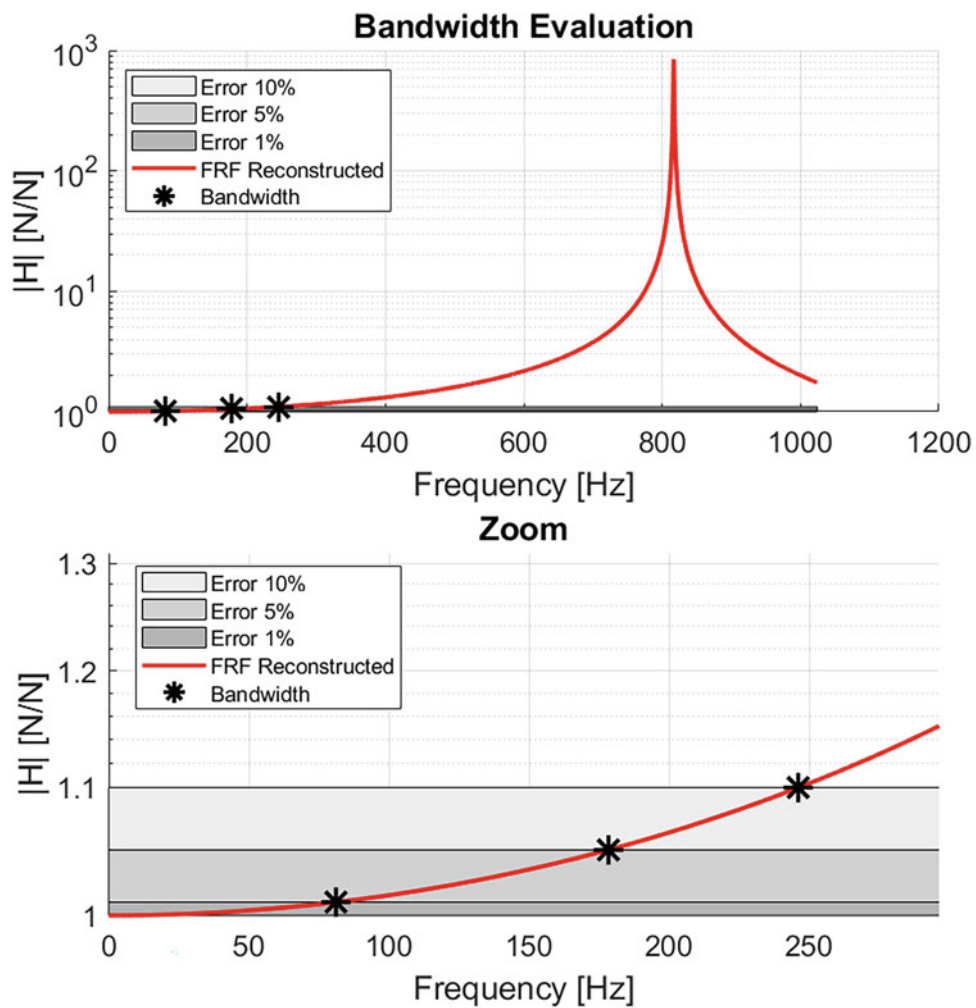 Bandwidth Evaluation
10^3
10^2
10^1
10^0
|H| [N/N]
Error 10%
Error 5%
Error 1%
FRF Reconstructed
Bandwidth
0 200 400 600 800 1000 1200
Frequency [Hz]
Zoom
1.3
1.2
1.1
1
|H| [N/N]
Error 10%
Error 5%
Error 1%
FRF Reconstructed
Bandwidth
0 50 100 150 200 250
Frequency [Hz]